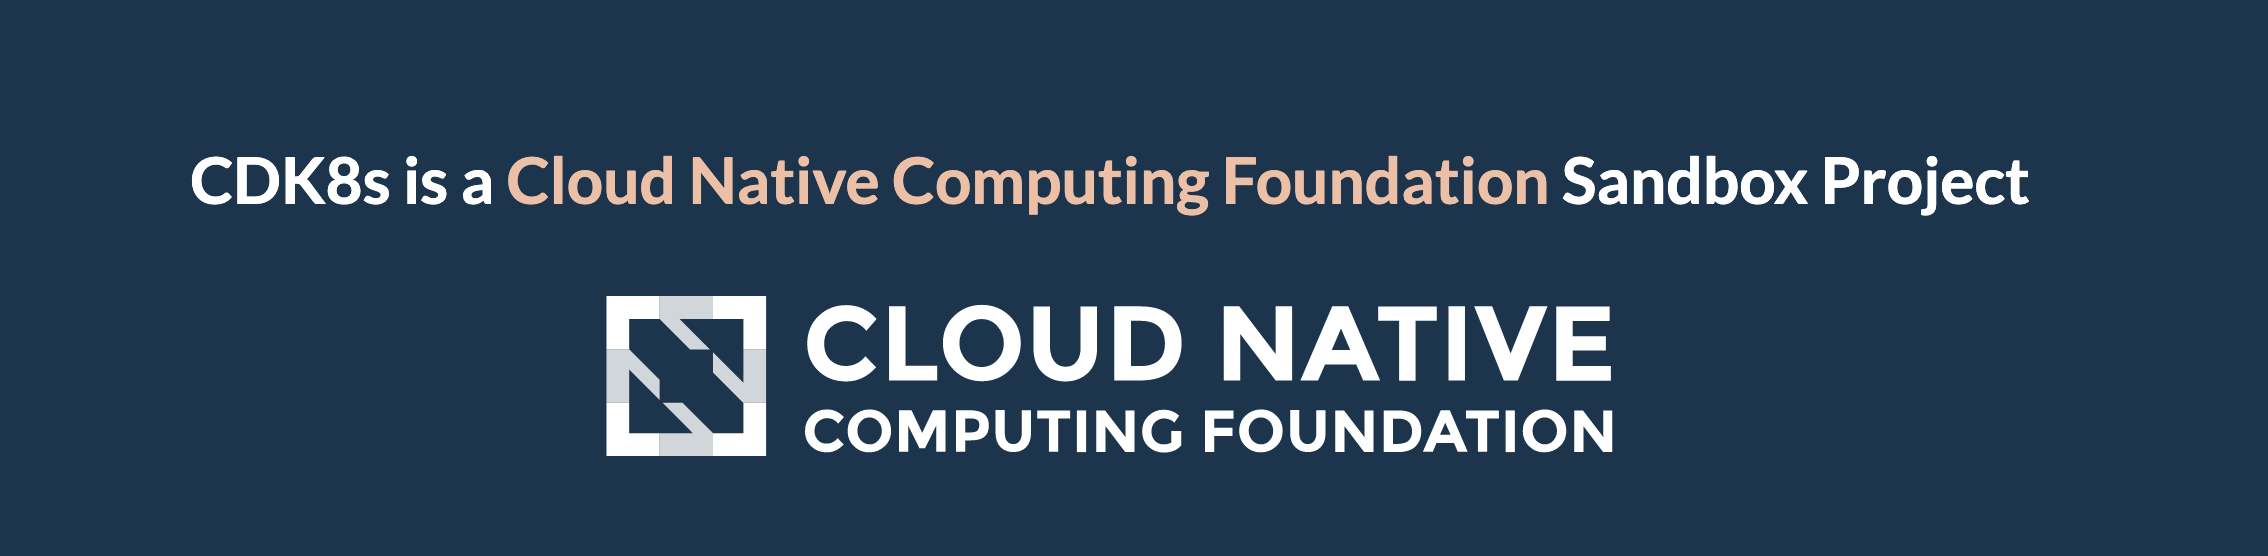 CDK8s is a Cloud Native Computing Foundation Sandbox Project
CLOUD NATIVE
COMPUTING FOUNDATION